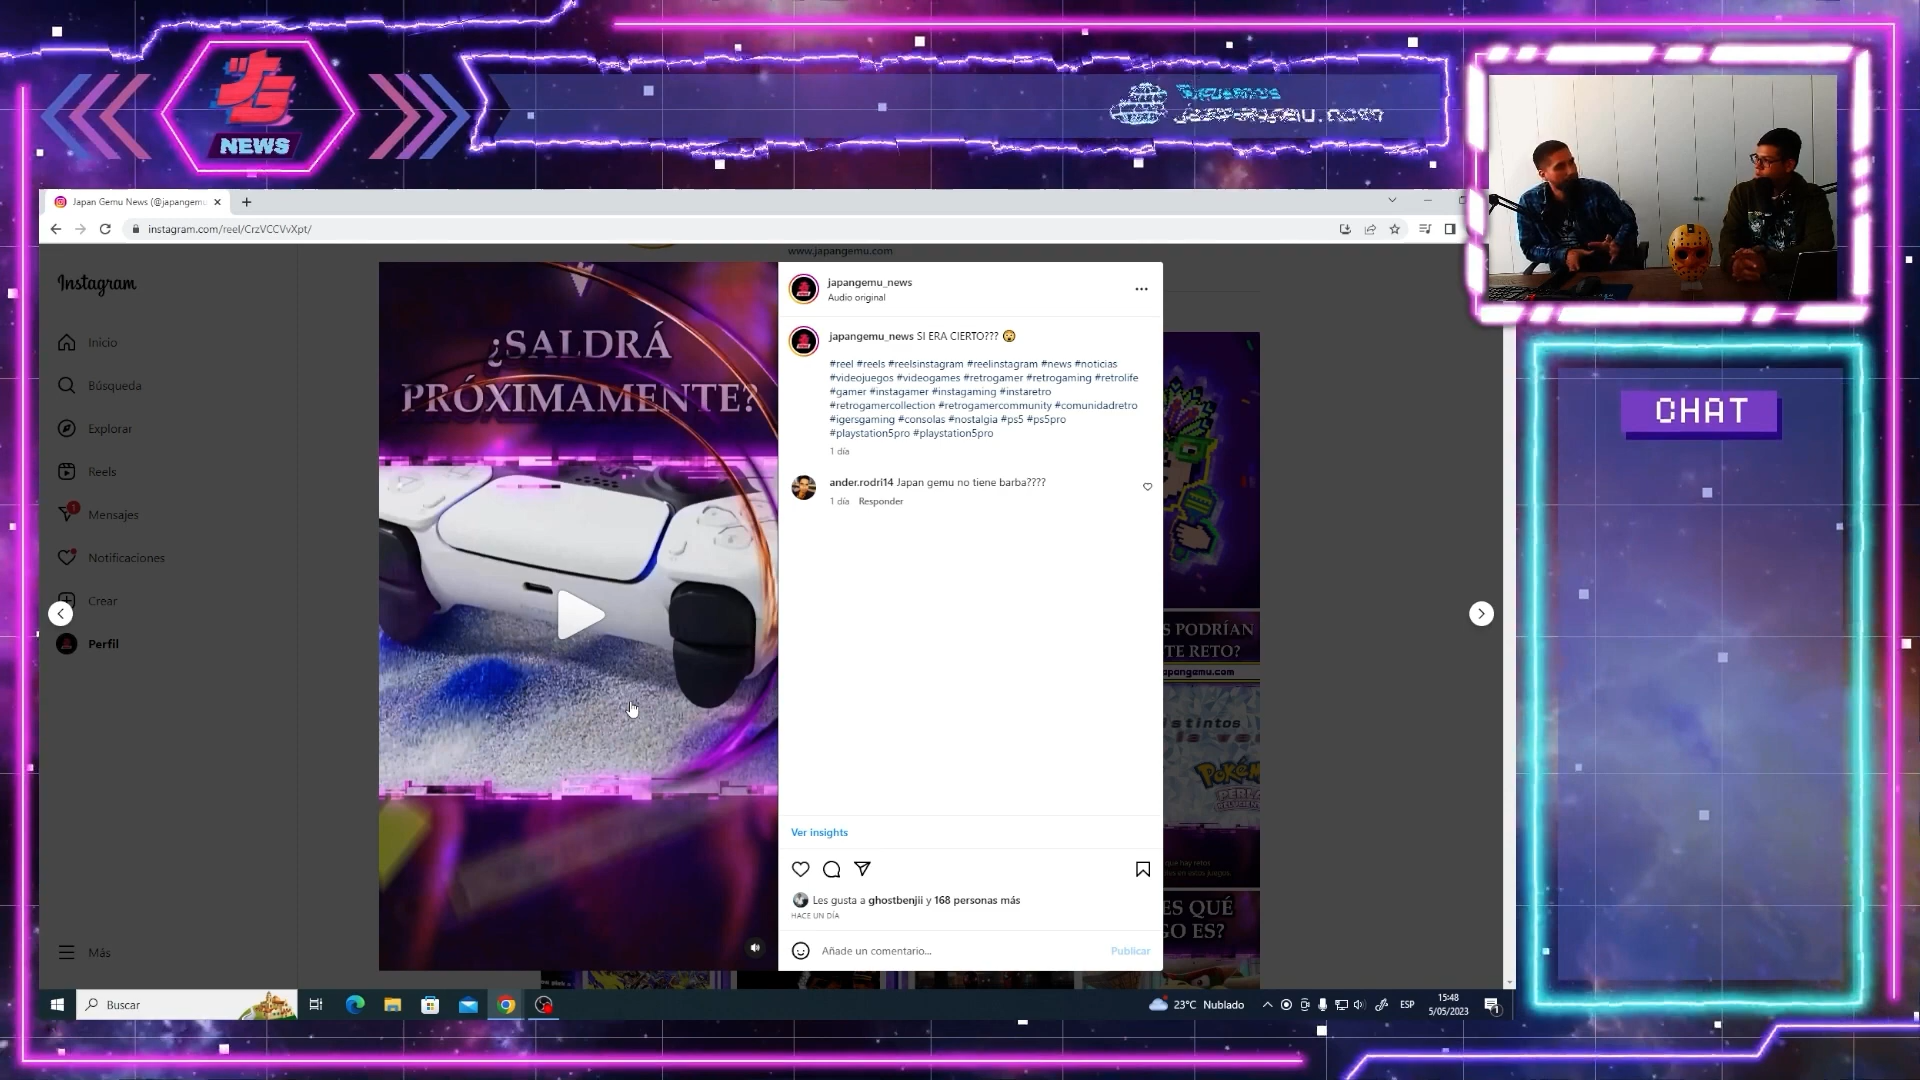 NEWS
Japan Gemu News (@japangemu
instagram.com/reel/CrzVCCVvXpt/
www.japangemu.com
Instagram
Inicio
Búsqueda
Explorar
Reels
1
Mensajes
Notificaciones
Crear
Perfil
Más
¿SALDRÁ
PRÓXIMAMENTE?
japangemu_news
Audio original
japangemu_news SI ERA CIERTO???
#reel #reels #reelsinstagram #reelinstagram #news #noticias
#videojuegos #videogames #retrogamer #retrogaming #retrolife
#gamer #instagamer #instagaming #instaretro
#retrogamercollection #retrogamercommunity #comunidadretro
#igersgaming #consolas #nostalgia #ps5 #ps5pro
#playstation5pro #playstation5pro
1 día
ander.rodri14 Japan gemu no tiene barba????
1 día Responder
Ver insights
Les gusta a ghostbenjii y 168 personas más
HACE UN DÍA
Añade un comentario...
Publicar
S PODRÍAN
TE RETO?
apangemu.com
istintos
ES QUÉ
GO ES?
CHAT
Buscar
23°C Nublado
ESP
15:48
5/05/2023
1